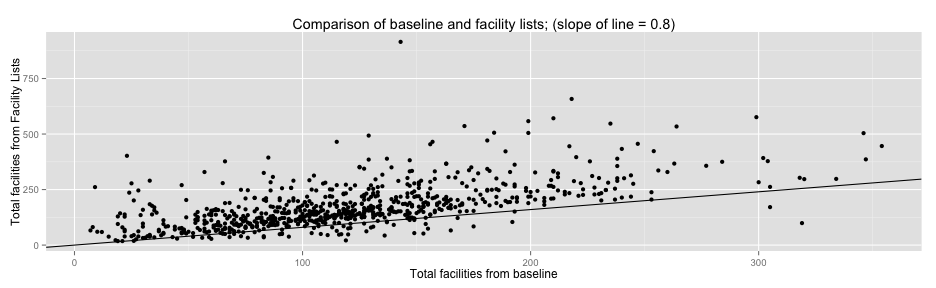 Comparison of baseline and facility lists; (slope of line = 0.8)
Total facilities from Facility Lists
750
500
250
0
0 100 200 300
Total facilities from baseline